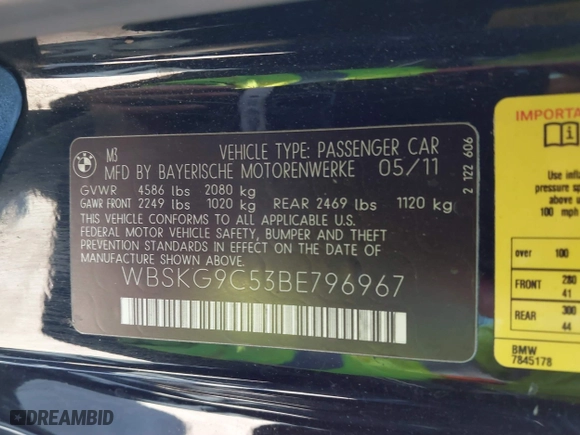 M3 VEHICLE TYPE: PASSENGER CAR
MFD BY BAYERISCHE MOTORENWERKE 05/11
GVWR 4586 lbs 2080 kg
GAWR FRONT 2249 lbs 1020 kg REAR 2469 lbs 1120 kg
THIS VEHICLE CONFORMS TO ALL APPLICABLE U.S.
FEDERAL MOTOR VEHICLE SAFETY, BUMPER AND THEFT
PREVENTION STANDARDS IN EFFECT ON THE DATE OF
MANUFACTURE SHOWN ABOVE.
WBSKG9C53BE796967
2 122 606
IMPORTA
Use
pressure
above
100 mph
over 100
FRONT 280
41
REAR 300
44
BMW
7845178
DREAMBID